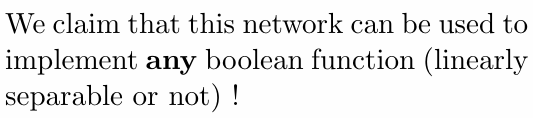 We claim that this network can be used to
implement any boolean function (linearly
separable or not) !